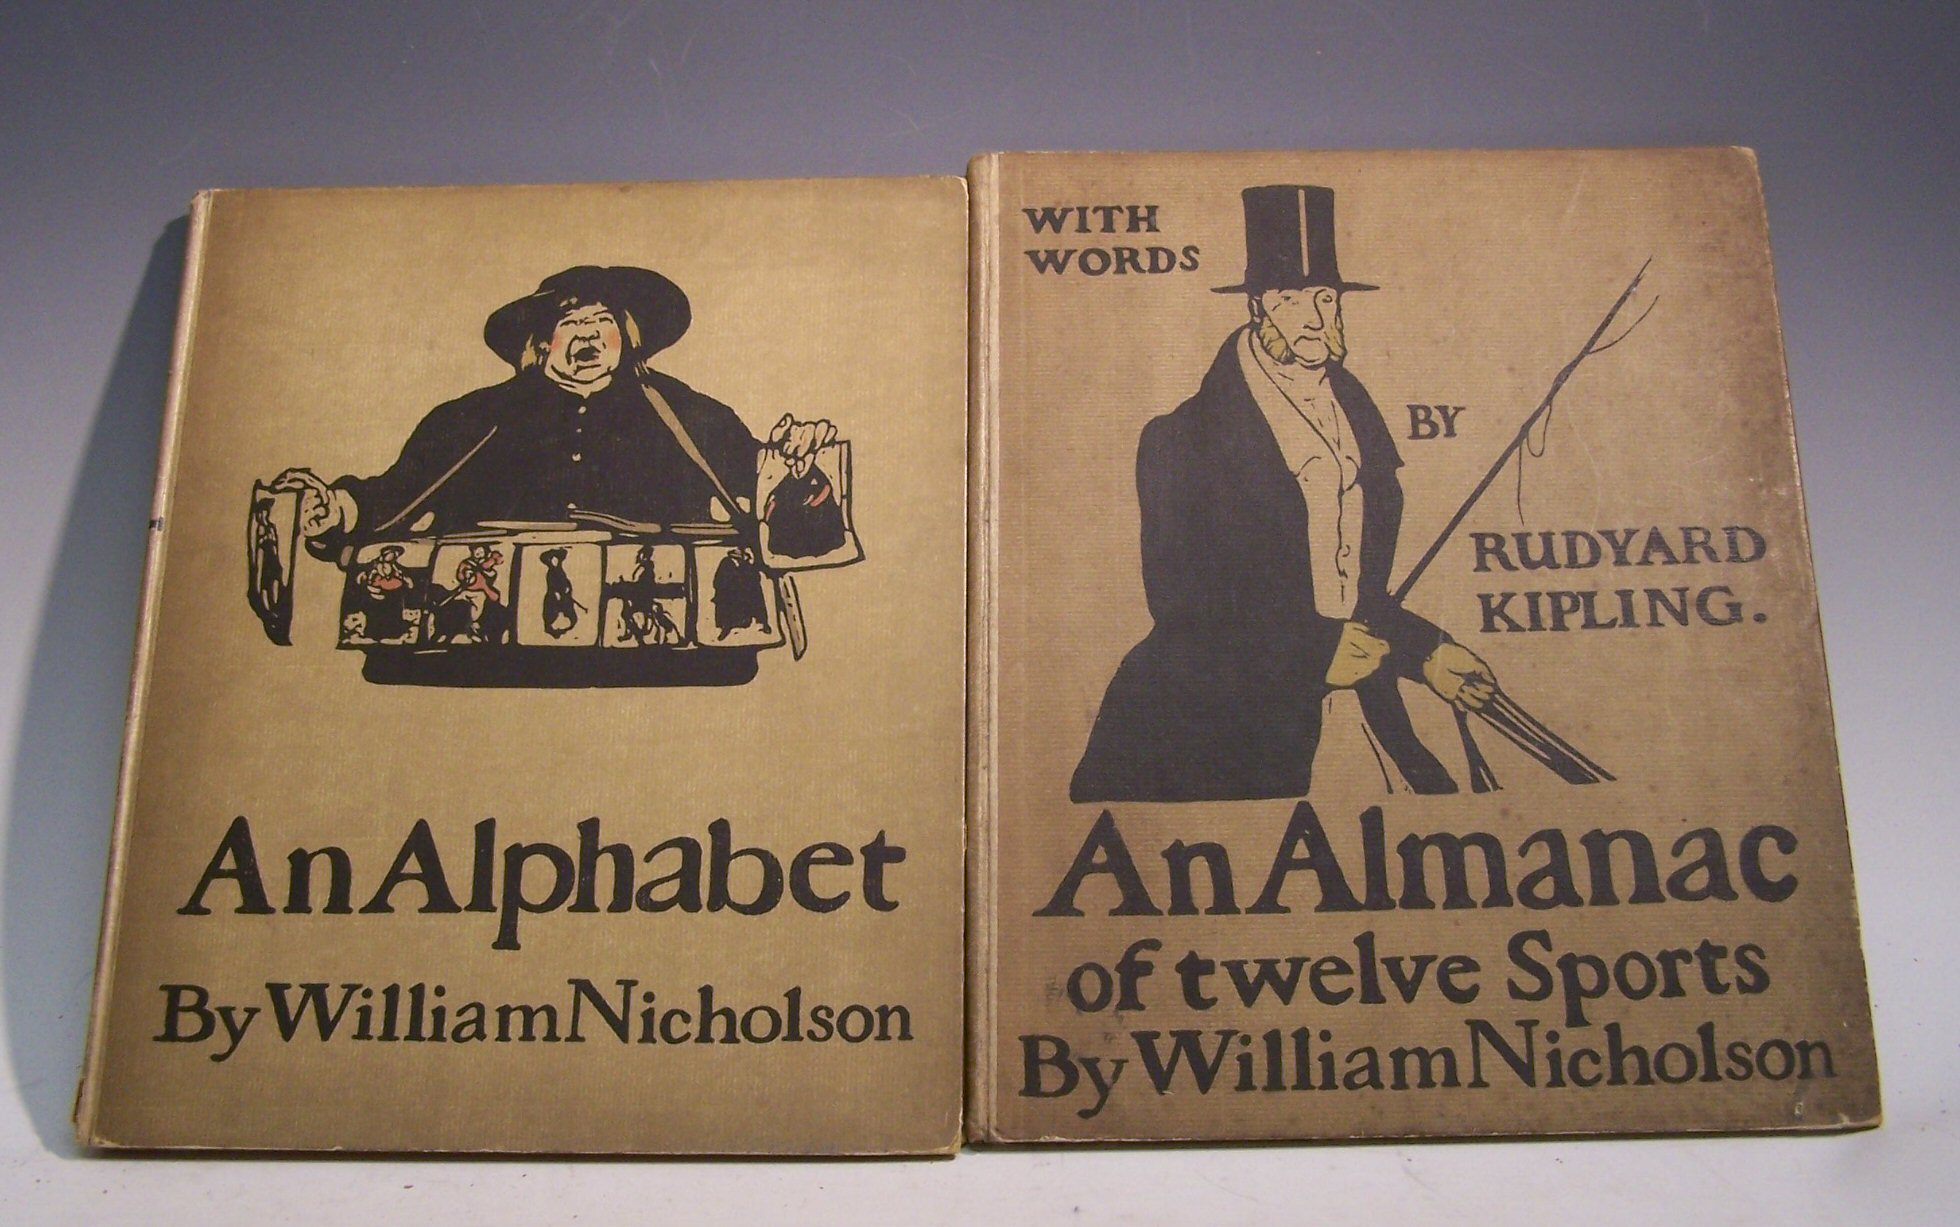 An Alphabet
By William Nicholson
WITH
WORDS
BY
RUDYARD
KIPLING.
An Almanac
of twelve Sports
By William Nicholson